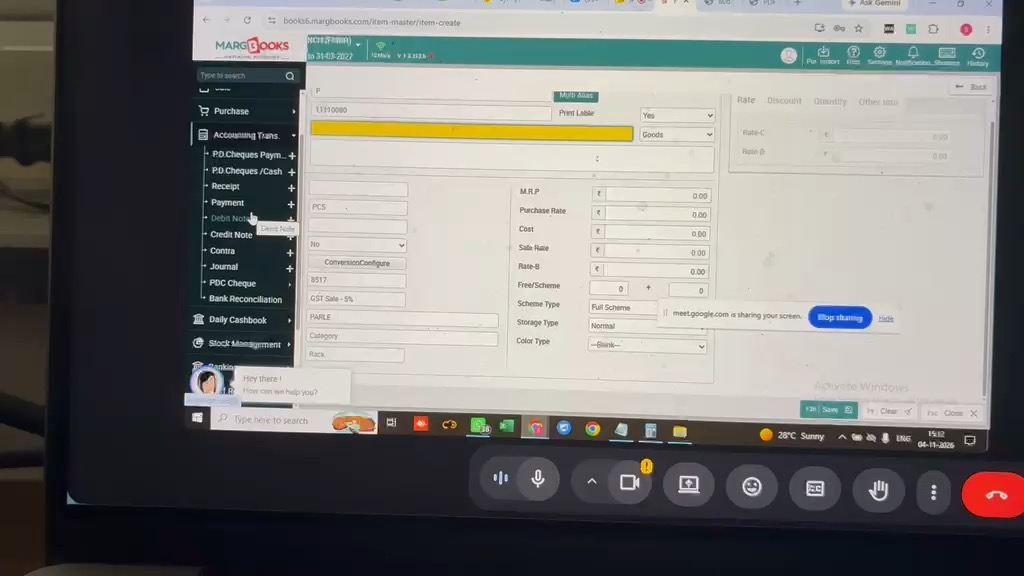 Ask Gemini
books6.margbooks.com/item-master/item-create
MARGBOOKS
to 31-03-2027
Pur. Import
Settings
Notification
History
Type to search
Back
Purchase
Accounting Trans.
P.D.Cheques Paym...
P.D.Cheques /Cash
Receipt
Payment
Debit Note
Debit Note
Credit Note
Contra
Journal
PDC Cheque
Bank Reconciliation
Daily Cashbook
Stock Management
Banking
P
Multi Alias
11110080
Print Lable
Yes
Goods
PCS
No
ConversionConfigure
8517
GST Sale - 5%
PARLE
Category
Rack
M.R.P ₹ 0.00
Purchase Rate ₹ 0.00
Cost ₹ 0.00
Sale Rate ₹ 0.00
Rate-B ₹ 0.00
Free/Scheme 0 + 0
Scheme Type Full Scheme
Storage Type Normal
Color Type ---Blank---
Rate Discount Quantity Other Info
Rate-C ₹ 0.00
Rate-D ₹ 0.00
meet.google.com is sharing your screen. Stop sharing Hide
Hey there !
How can we help you?
Activate Windows
Save
Clear
Close
Type here to search
28°C Sunny
ENG
15:12
04-11-2026